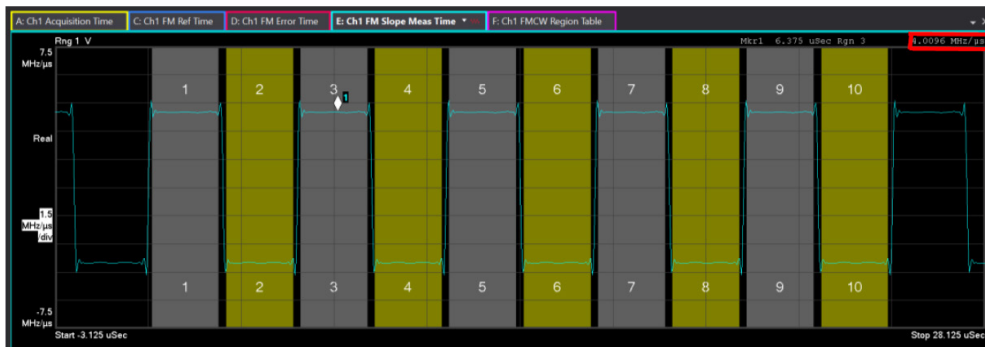 A: Ch1 Acquisition Time C: Ch1 FM Ref Time D: Ch1 FM Error Time E: Ch1 FM Slope Meas Time F: Ch1 FMCW Region Table
Rng 1 V Mkr1 6.375 uSec Rgn 3 4.0096 MHz/µs
7.5
MHz/µs
1 2 3 4 5 6 7 8 9 10
1
Real
1.5
MHz/µs
/div
1 2 3 4 5 6 7 8 9 10
-7.5
MHz/µs
Start -3.125 uSec Stop 28.125 uSec